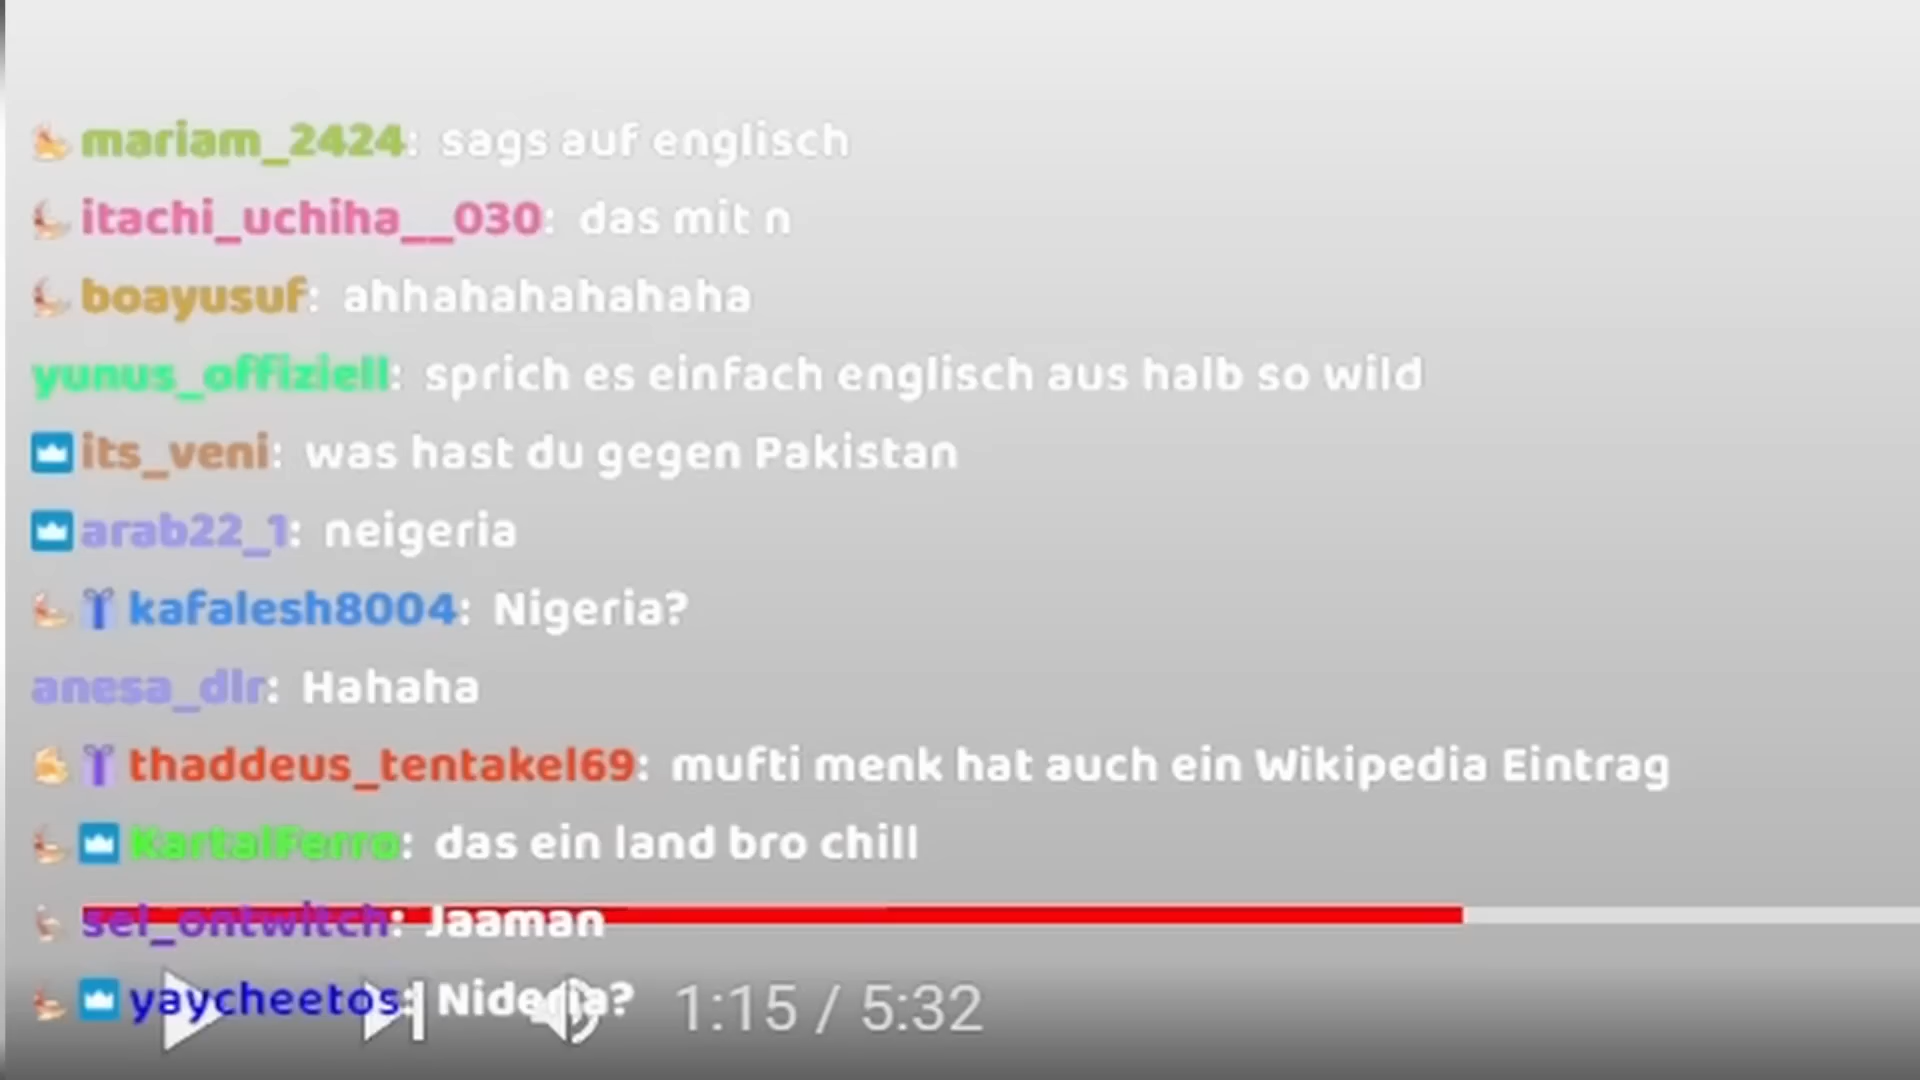 mariam_2424: sags auf englisch
itachi_uchiha__030: das mit n
boayusuf: ahhahahahahaha
yunus_offiziell: sprich es einfach englisch aus halb so wild
its_veni: was hast du gegen Pakistan
arab22_1: neigeria
kafalesh8004: Nigeria?
anesa_dlr: Hahaha
thaddeus_tentakel69: mufti menk hat auch ein Wikipedia Eintrag
KartalFerro: das ein land bro chill
sel_ontwitch: Jaaman
yaycheetos: Nideria? 1:15 / 5:32